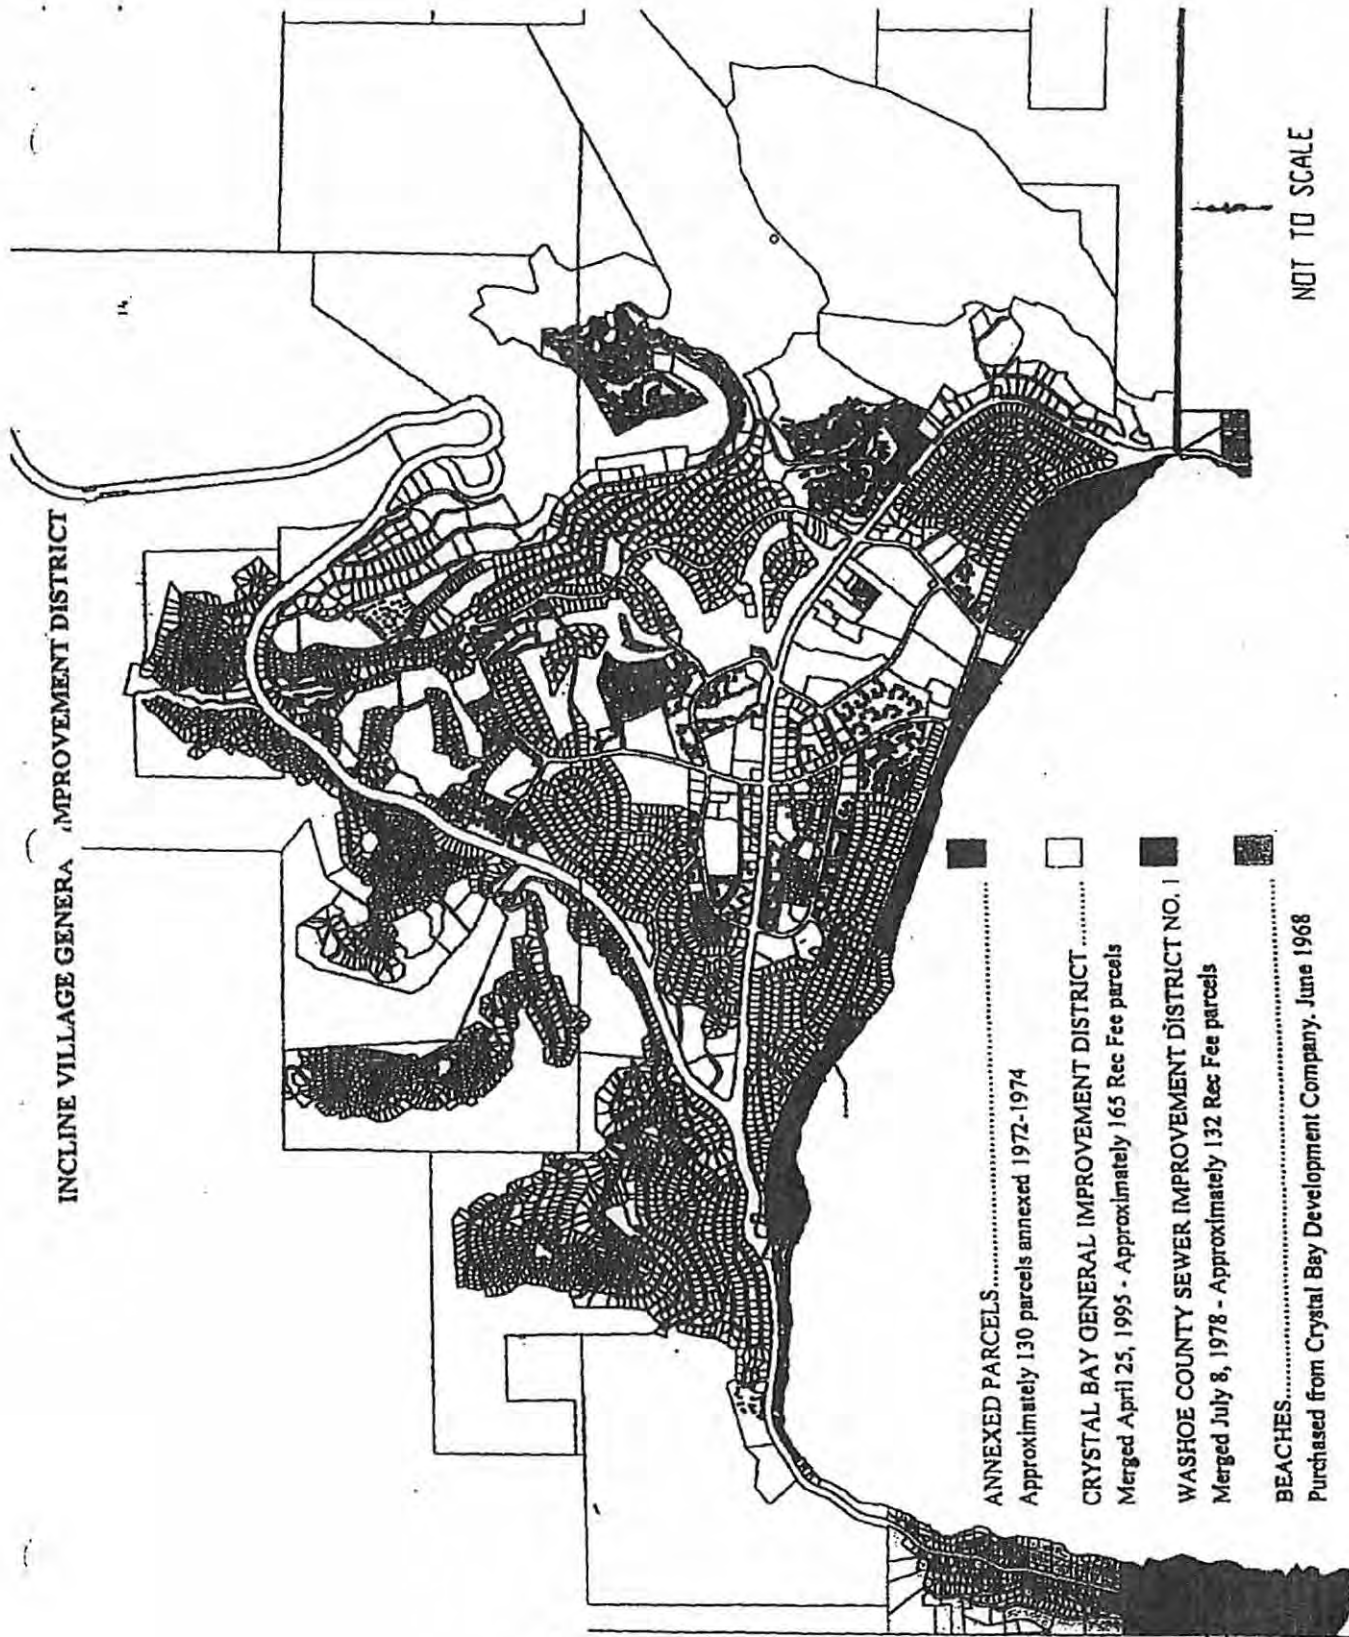 INCLINE VILLAGE GENERA IMPROVEMENT DISTRICT
ANNEXED PARCELS..............................
Approximately 130 parcels annexed 1972-1974
CRYSTAL BAY GENERAL IMPROVEMENT DISTRICT..........
Merged April 25, 1995 - Approximately 165 Rec Fee parcels
WASHOE COUNTY SEWER IMPROVEMENT DISTRICT NO. 1
Merged July 8, 1978 - Approximately 132 Rec Fee parcels
BEACHES..............................
Purchased from Crystal Bay Development Company. June 1968
NOT TO SCALE